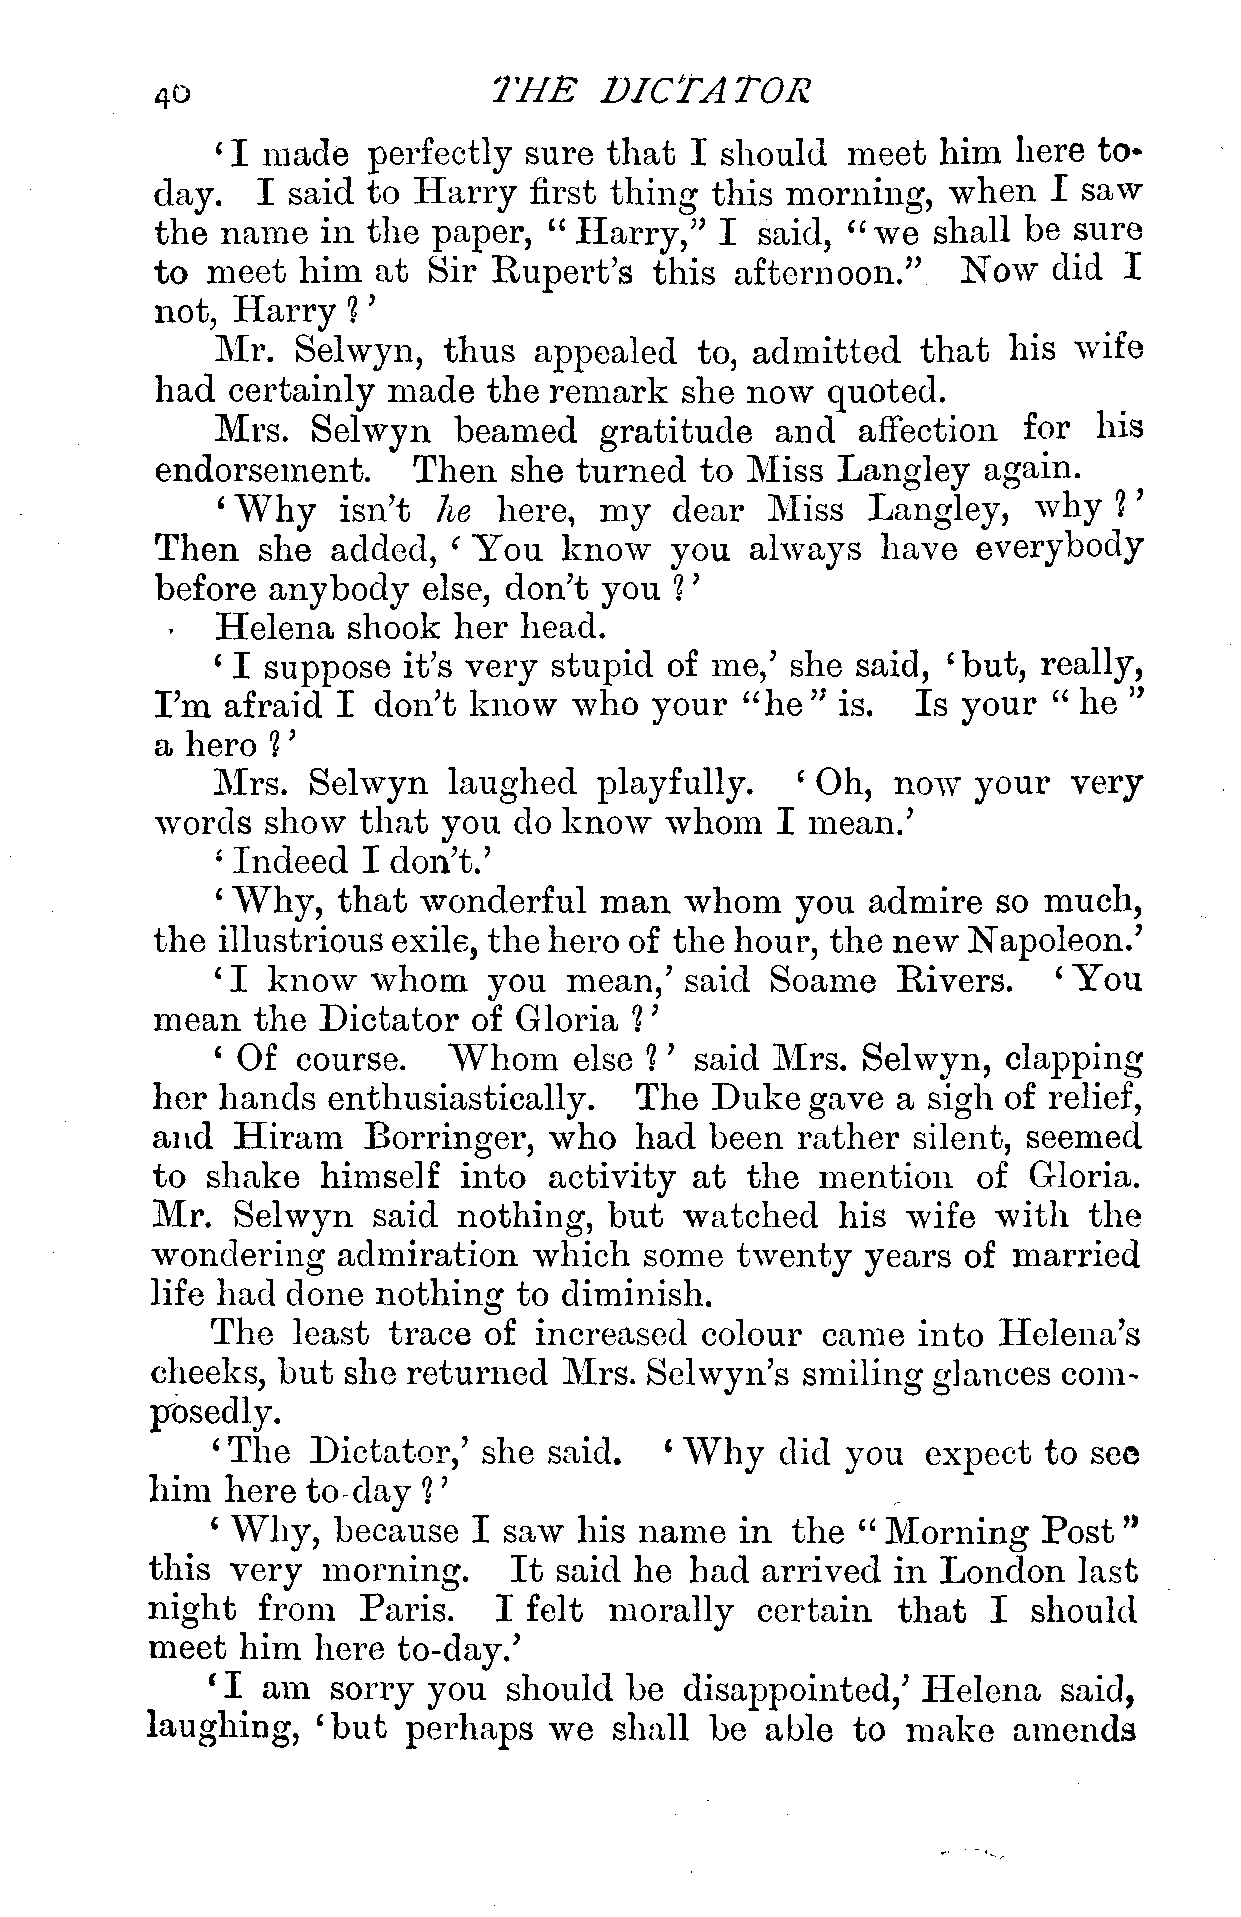 40 THE DICTATOR
‘I made perfectly sure that I should meet him here to-
day. I said to Harry first thing this morning, when I saw
the name in the paper, “Harry,” I said, “we shall be sure
to meet him at Sir Rupert’s this afternoon.” Now did I
not, Harry?’
Mr. Selwyn, thus appealed to, admitted that his wife
had certainly made the remark she now quoted.
Mrs. Selwyn beamed gratitude and affection for his
endorsement. Then she turned to Miss Langley again.
‘Why isn’t he here, my dear Miss Langley, why?’
Then she added, ‘You know you always have everybody
before anybody else, don’t you?’
Helena shook her head.
‘I suppose it’s very stupid of me,’ she said, ‘but, really,
I’m afraid I don’t know who your “he” is. Is your “he”
a hero?’
Mrs. Selwyn laughed playfully. ‘Oh, now your very
words show that you do know whom I mean.’
‘Indeed I don’t.’
‘Why, that wonderful man whom you admire so much,
the illustrious exile, the hero of the hour, the new Napoleon.’
‘I know whom you mean,’ said Soame Rivers. ‘You
mean the Dictator of Gloria?’
‘Of course. Whom else?’ said Mrs. Selwyn, clapping
her hands enthusiastically. The Duke gave a sigh of relief,
and Hiram Borringer, who had been rather silent, seemed
to shake himself into activity at the mention of Gloria.
Mr. Selwyn said nothing, but watched his wife with the
wondering admiration which some twenty years of married
life had done nothing to diminish.
The least trace of increased colour came into Helena’s
cheeks, but she returned Mrs. Selwyn’s smiling glances com-
posedly.
‘The Dictator,’ she said. ‘Why did you expect to see
him here to-day?’
‘Why, because I saw his name in the “Morning Post”
this very morning. It said he had arrived in London last
night from Paris. I felt morally certain that I should
meet him here to-day.’
‘I am sorry you should be disappointed,’ Helena said,
laughing, ‘but perhaps we shall be able to make amends